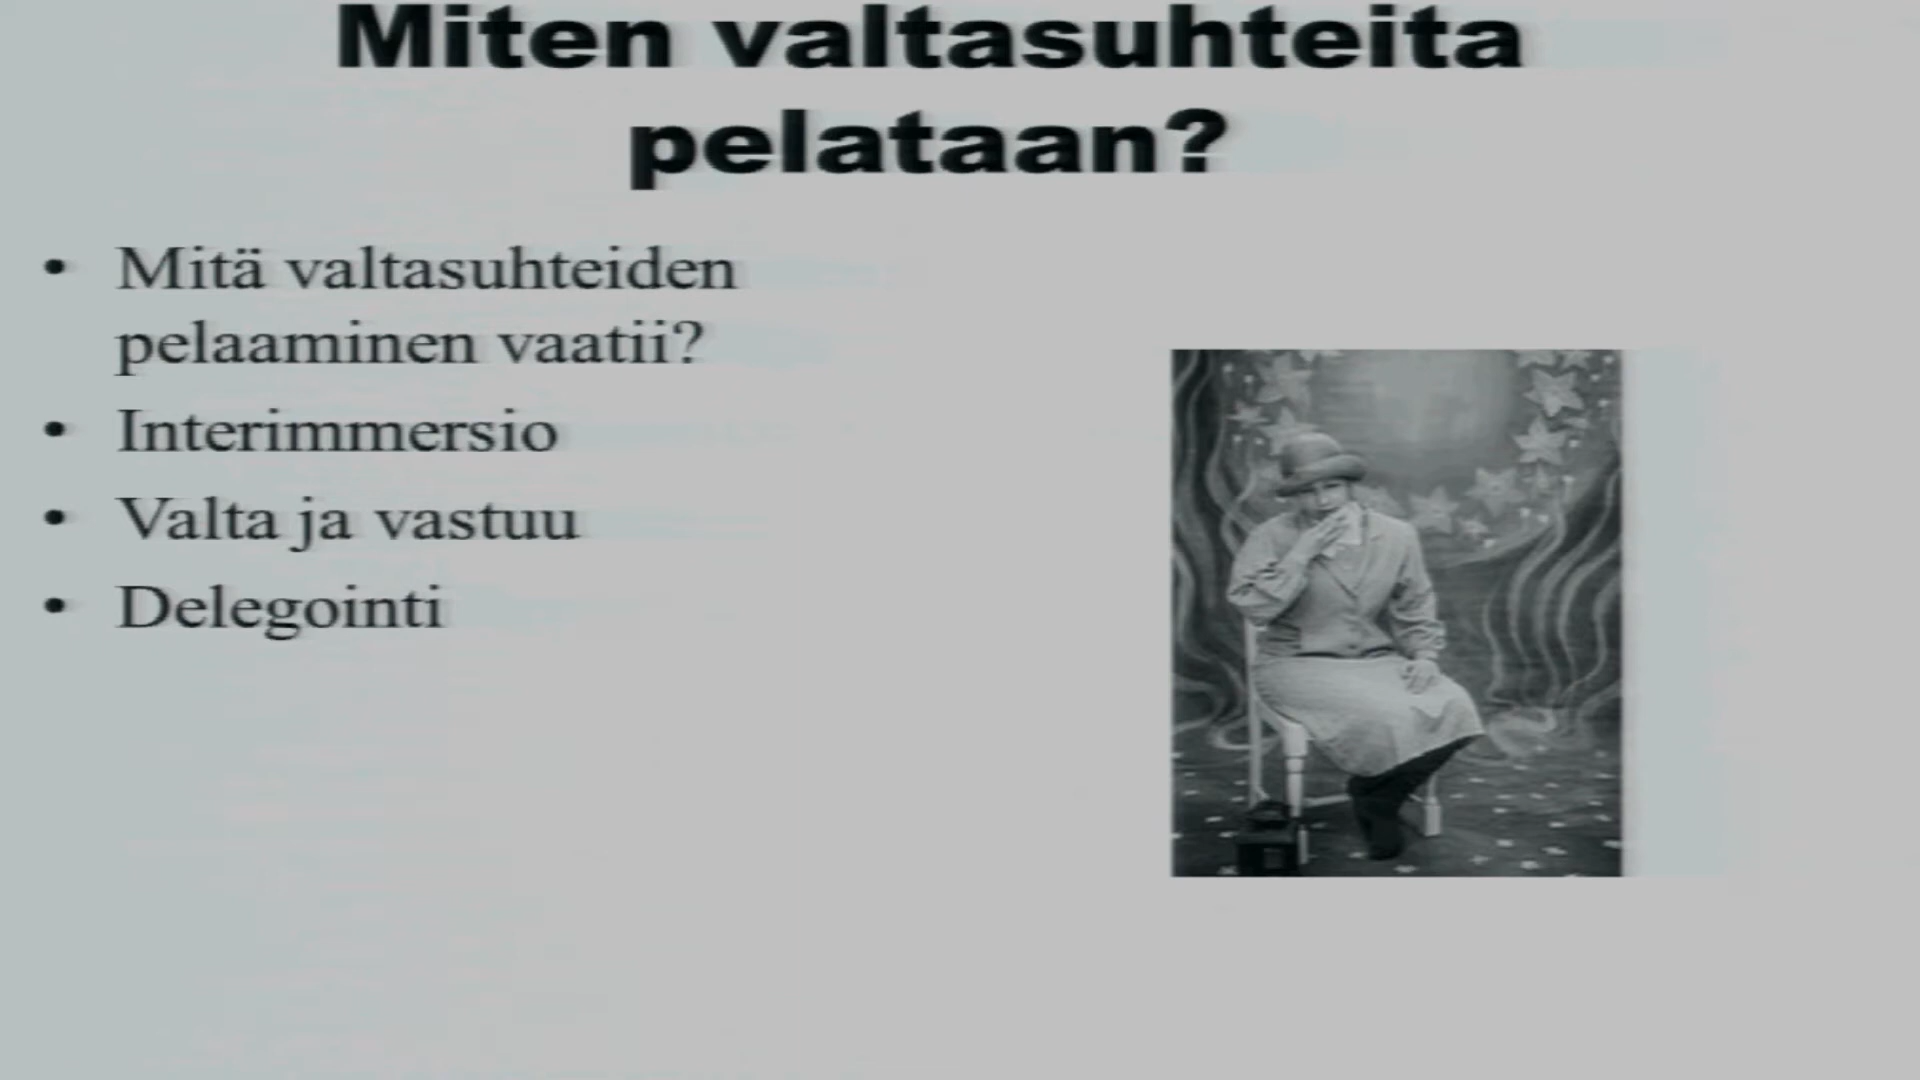 Miten valtasuhteita
pelataan?
• Mitä valtasuhteiden
pelaaminen vaatii?
• Interimmersio
• Valta ja vastuu
• Delegointi